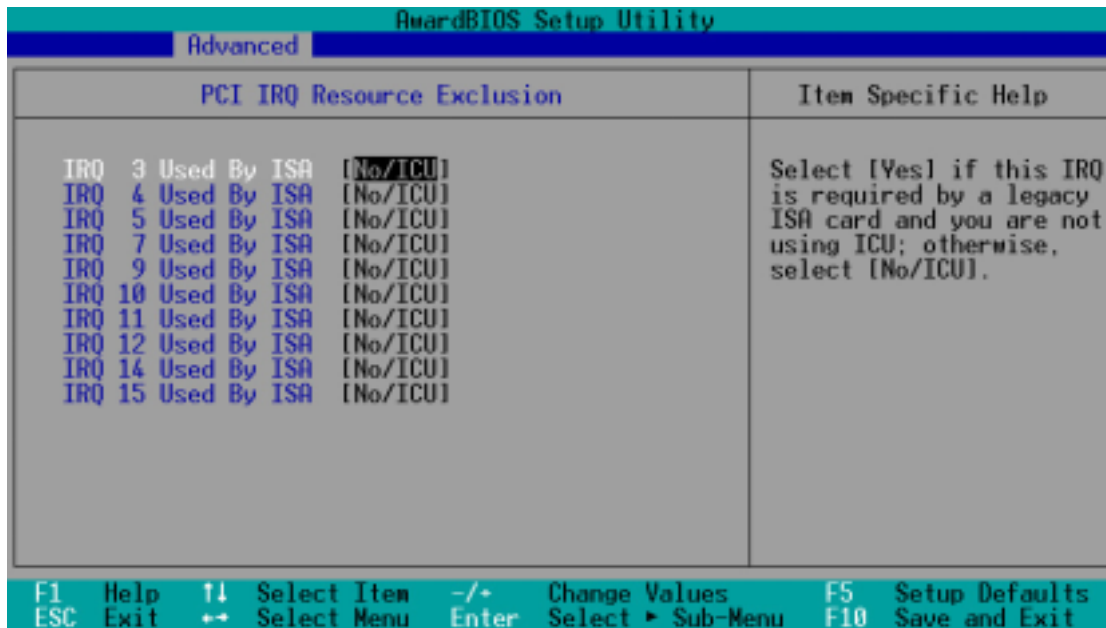 AwardBIOS Setup Utility
Advanced
PCI IRQ Resource Exclusion
IRQ 3 Used By ISA [No/ICU]
IRQ 4 Used By ISA [No/ICU]
IRQ 5 Used By ISA [No/ICU]
IRQ 7 Used By ISA [No/ICU]
IRQ 9 Used By ISA [No/ICU]
IRQ 10 Used By ISA [No/ICU]
IRQ 11 Used By ISA [No/ICU]
IRQ 12 Used By ISA [No/ICU]
IRQ 14 Used By ISA [No/ICU]
IRQ 15 Used By ISA [No/ICU]
Item Specific Help
Select [Yes] if this IRQ
is required by a legacy
ISA card and you are not
using ICU; otherwise,
select [No/ICU].
F1 Help ↑↓ Select Item -/+ Change Values F5 Setup Defaults
ESC Exit ←→ Select Menu Enter Select ► Sub-Menu F10 Save and Exit